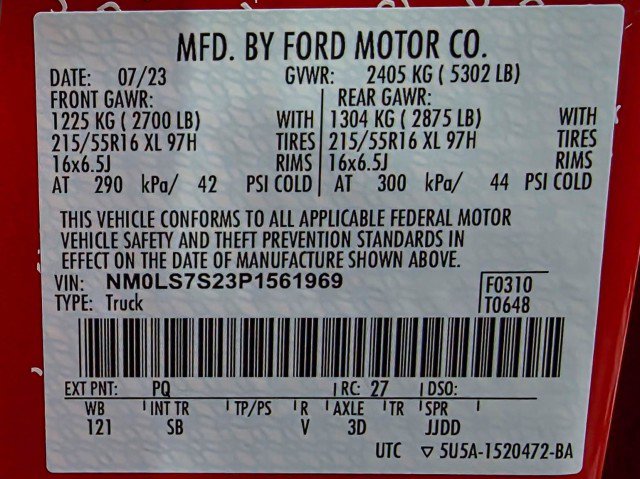 MFD. BY FORD MOTOR CO.
DATE: 07/23 GVWR: 2405 KG ( 5302 LB)
FRONT GAWR: REAR GAWR:
1225 KG ( 2700 LB) WITH 1304 KG ( 2875 LB) WITH
215/55R16 XL 97H TIRES 215/55R16 XL 97H TIRES
16x6.5J RIMS 16x6.5J RIMS
AT 290 kPa/ 42 PSI COLD AT 300 kPa/ 44 PSI COLD
THIS VEHICLE CONFORMS TO ALL APPLICABLE FEDERAL MOTOR
VEHICLE SAFETY AND THEFT PREVENTION STANDARDS IN
EFFECT ON THE DATE OF MANUFACTURE SHOWN ABOVE.
VIN: NM0LS7S23P1561969 F0310
TYPE: Truck T0648
EXT PNT: PQ RC: 27 DSO:
WB INT TR TP/PS R AXLE TR SPR
121 SB V 3D JJDD
UTC ▽ 5U5A-1520472-BA